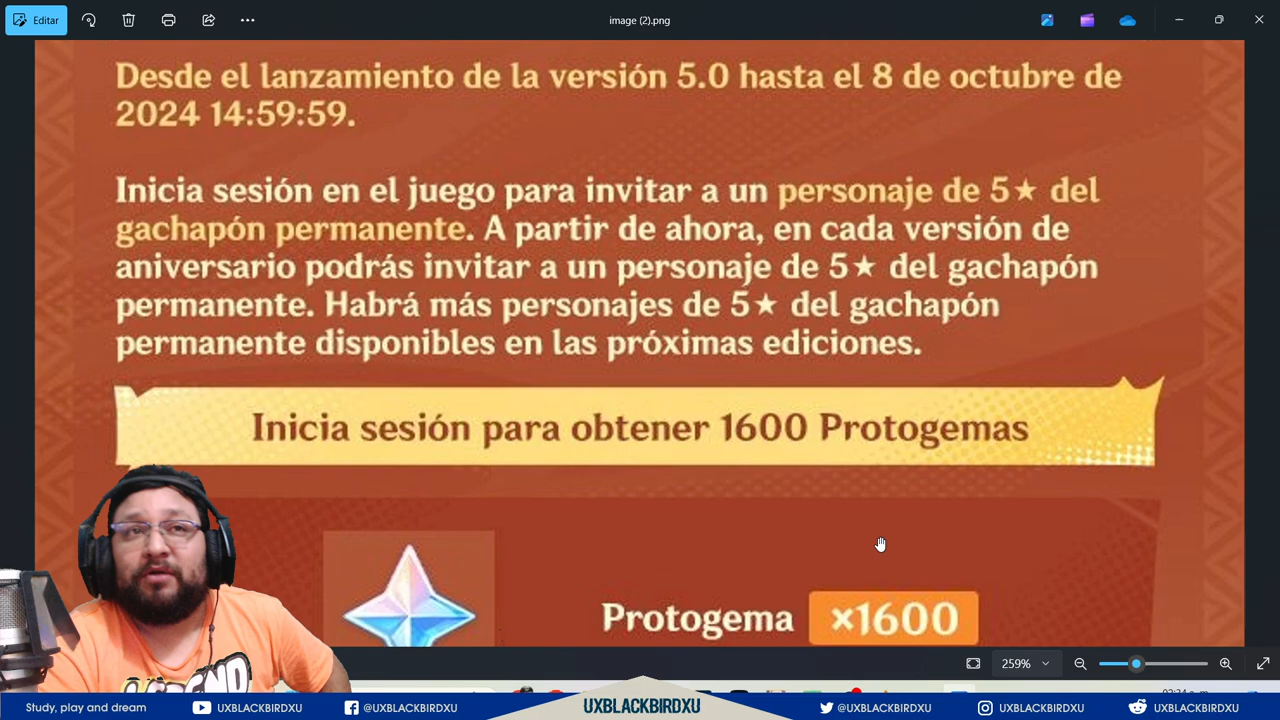 Editar
image (2).png
Desde el lanzamiento de la versión 5.0 hasta el 8 de octubre de
2024 14:59:59.
Inicia sesión en el juego para invitar a un personaje de 5★ del
gachapón permanente. A partir de ahora, en cada versión de
aniversario podrás invitar a un personaje de 5★ del gachapón
permanente. Habrá más personajes de 5★ del gachapón
permanente disponibles en las próximas ediciones.
Inicia sesión para obtener 1600 Protogemas
Protogema ×1600
259%
Study, play and dream
UXBLACKBIRDXU
@UXBLACKBIRDXU
UXBLACKBIRDXU
@UXBLACKBIRDXU
UXBLACKBIRDXU
UXBLACKBIRDXU